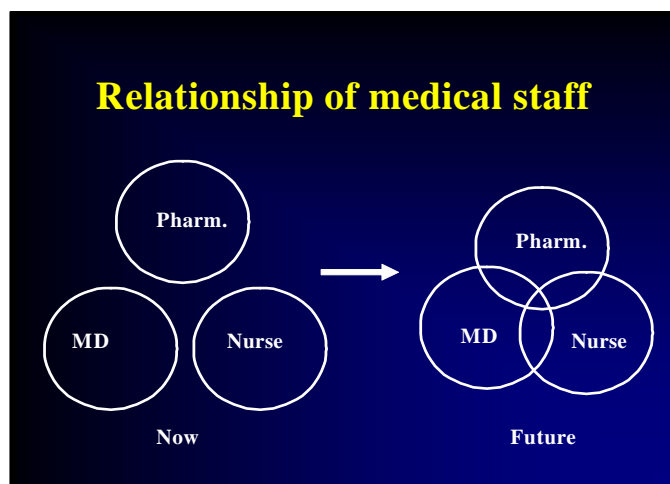 Relationship of medical staff
Pharm.
MD
Nurse
Now
Pharm.
MD
Nurse
Future